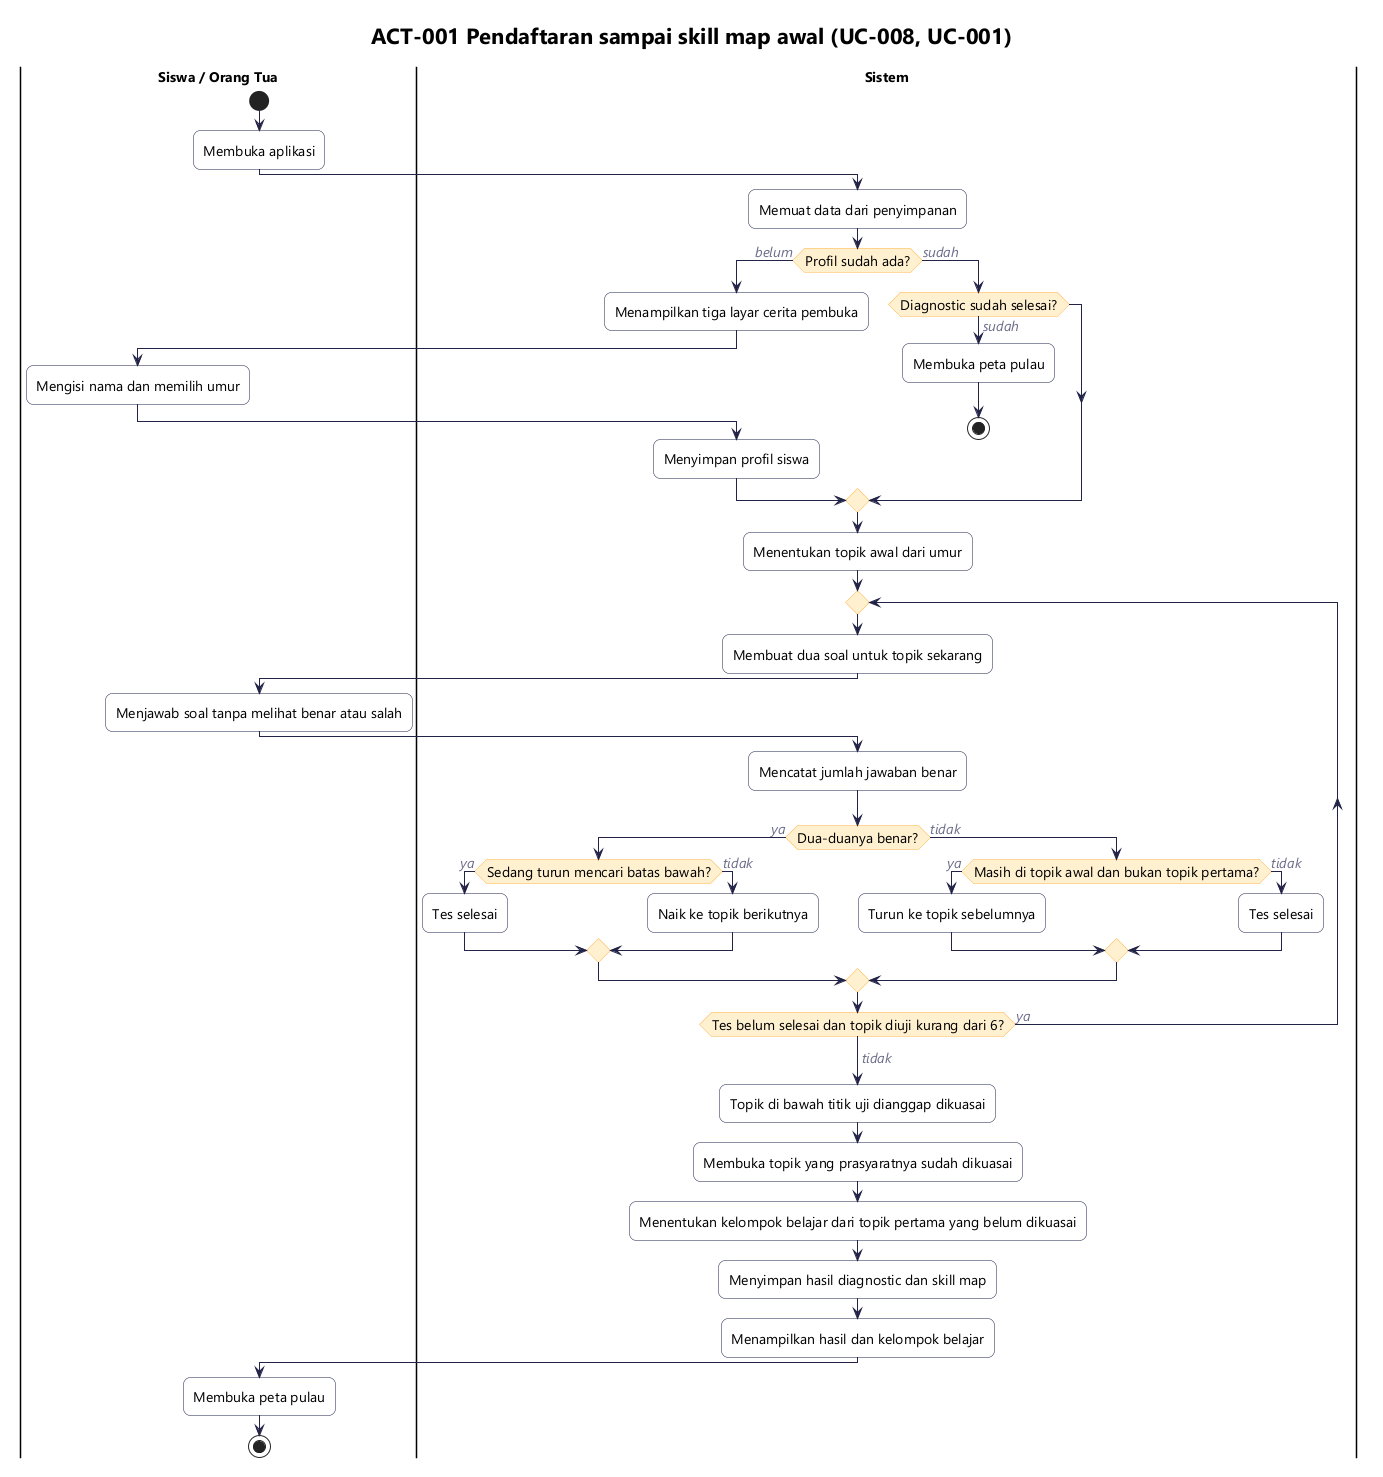 ACT-001 Pendaftaran sampai skill map awal (UC-008, UC-001)
Siswa / Orang Tua
Sistem
Membuka aplikasi
Memuat data dari penyimpanan
belum
Profil sudah ada?
sudah
Menampilkan tiga layar cerita pembuka
Diagnostic sudah selesai?
sudah
Membuka peta pulau
Mengisi nama dan memilih umur
Menyimpan profil siswa
Menentukan topik awal dari umur
Membuat dua soal untuk topik sekarang
Menjawab soal tanpa melihat benar atau salah
Mencatat jumlah jawaban benar
ya
Dua-duanya benar?
tidak
ya
Sedang turun mencari batas bawah?
tidak
ya
Masih di topik awal dan bukan topik pertama?
tidak
Tes selesai
Naik ke topik berikutnya
Turun ke topik sebelumnya
Tes selesai
Tes belum selesai dan topik diuji kurang dari 6?
ya
tidak
Topik di bawah titik uji dianggap dikuasai
Membuka topik yang prasyaratnya sudah dikuasai
Menentukan kelompok belajar dari topik pertama yang belum dikuasai
Menyimpan hasil diagnostic dan skill map
Menampilkan hasil dan kelompok belajar
Membuka peta pulau